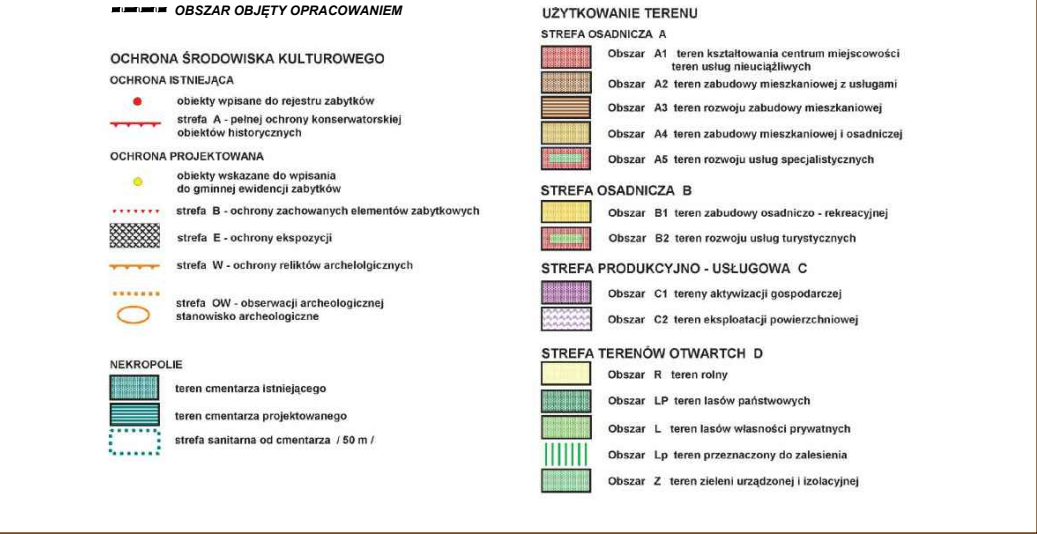 OBSZAR OBJĘTY OPRACOWANIEM
OCHRONA ŚRODOWISKA KULTUROWEGO
OCHRONA ISTNIEJĄCA
obiekty wpisane do rejestru zabytków
strefa A - pełnej ochrony konserwatorskiej
obiektów historycznych
OCHRONA PROJEKTOWANA
obiekty wskazane do wpisania
do gminnej ewidencji zabytków
strefa B - ochrony zachowanych elementów zabytkowych
strefa E - ochrony ekspozycji
strefa W - ochrony reliktów archelolgicznych
strefa OW - obserwacji archeologicznej
stanowisko archeologiczne
NEKROPOLIE
teren cmentarza istniejącego
teren cmentarza projektowanego
strefa sanitarna od cmentarza / 50 m /
UŻYTKOWANIE TERENU
STREFA OSADNICZA A
Obszar A1 teren kształtowania centrum miejscowości
teren usług nieuciążliwych
Obszar A2 teren zabudowy mieszkaniowej z usługami
Obszar A3 teren rozwoju zabudowy mieszkaniowej
Obszar A4 teren zabudowy mieszkaniowej i osadniczej
Obszar A5 teren rozwoju usług specjalistycznych
STREFA OSADNICZA B
Obszar B1 teren zabudowy osadniczo - rekreacyjnej
Obszar B2 teren rozwoju usług turystycznych
STREFA PRODUKCYJNO - USŁUGOWA C
Obszar C1 tereny aktywizacji gospodarczej
Obszar C2 teren eksploatacji powierzchniowej
STREFA TERENÓW OTWARTCH D
Obszar R teren rolny
Obszar LP teren lasów państwowych
Obszar L teren lasów własności prywatnych
Obszar Lp teren przeznaczony do zalesienia
Obszar Z teren zieleni urządzonej i izolacyjnej